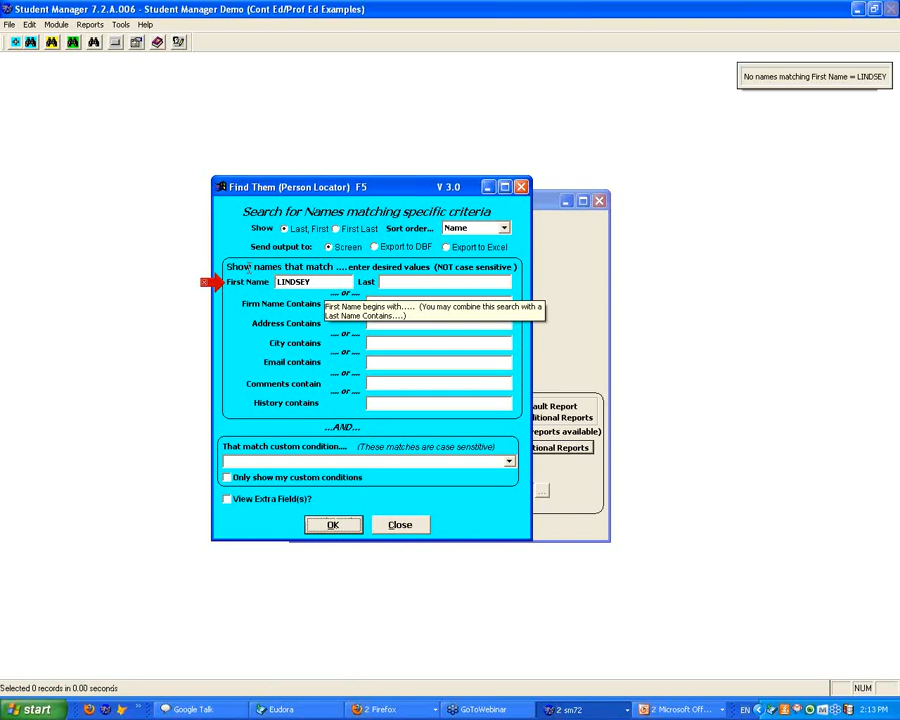 Student Manager 7.2.A.006 - Student Manager Demo (Cont Ed/Prof Ed Examples)
File Edit Module Reports Tools Help
No names matching First Name = LINDSEY
Find Them (Person Locator) F5 V 3.0
Search for Names matching specific criteria
Show Last, First First Last Sort order... Name
Send output to: Screen Export to DBF Export to Excel
Show names that match ....enter desired values (NOT case sensitive )
First Name LINDSEY Last
.... or ....
Firm Name Contains
First Name begins with..... (You may combine this search with a
Last Name Contains....)
Address Contains
.... or ....
City contains
.... or ....
Email contains
.... or ....
Comments contain
.... or ....
History contains
...AND...
That match custom condition.... (These matches are case sensitive)
Only show my custom conditions
View Extra Field(s)?
OK Close
ault Report
ditional Reports
reports available)
tional Reports
...
Selected 0 records in 0.00 seconds
NUM
start Google Talk Eudora 2 Firefox GoToWebinar 2 sm72 2 Microsoft Off... EN 2:13 PM